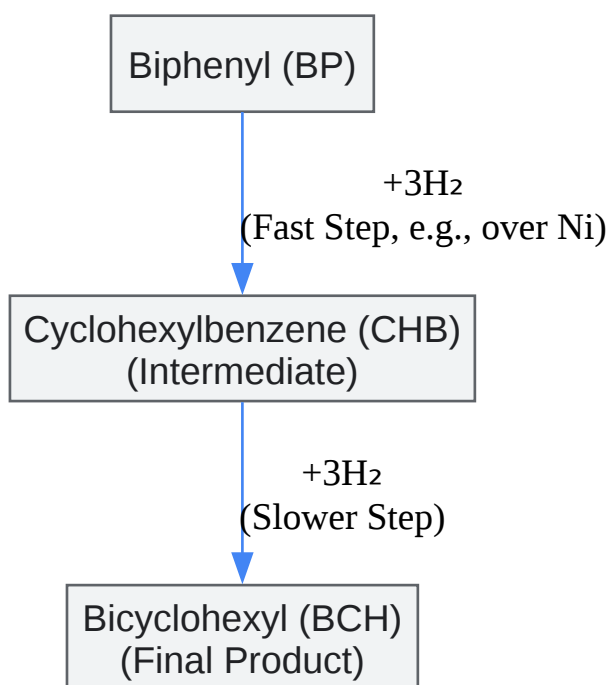 Biphenyl (BP)
+3H₂
(Fast Step, e.g., over Ni)
Cyclohexylbenzene (CHB)
(Intermediate)
+3H₂
(Slower Step)
Bicyclohexyl (BCH)
(Final Product)